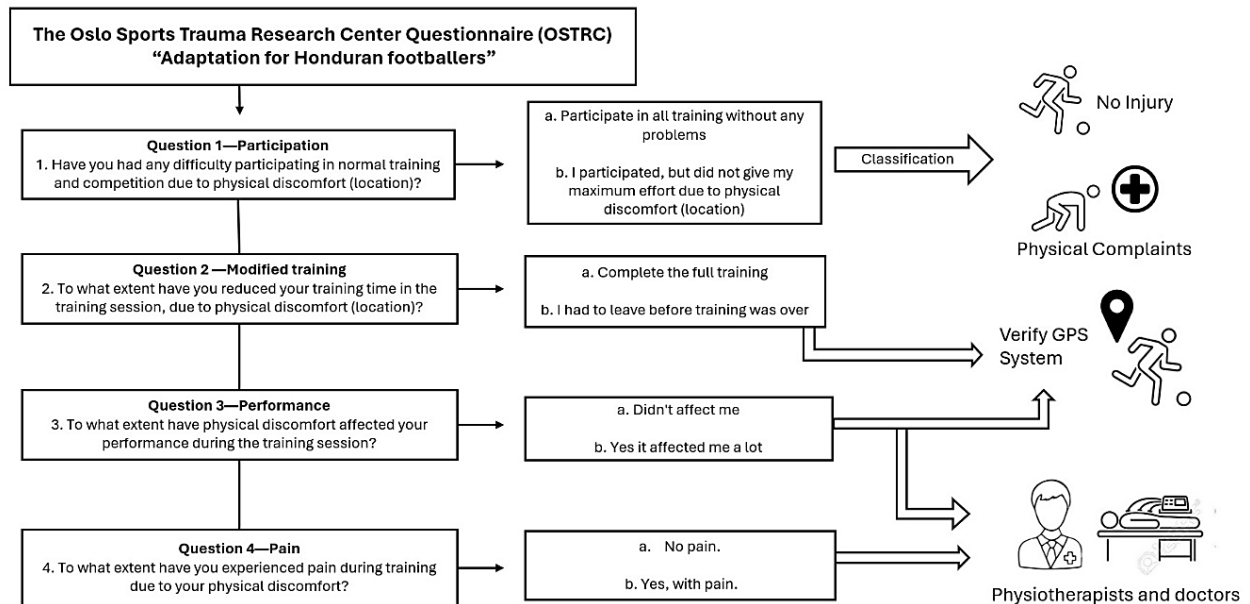 The Oslo Sports Trauma Research Center Questionnaire (OSTRC)
“Adaptation for Honduran footballers”
Question 1—Participation
1. Have you had any difficulty participating in normal training
and competition due to physical discomfort (location)?
a. Participate in all training without any
problems
b. I participated, but did not give my
maximum effort due to physical
discomfort (location)
Classification
No Injury
Physical Complaints
Question 2—Modified training
2. To what extent have you reduced your training time in the
training session, due to physical discomfort (location)?
a. Complete the full training
b. I had to leave before training was over
Verify GPS
System
Question 3—Performance
3. To what extent have physical discomfort affected your
performance during the training session?
a. Didn't affect me
b. Yes it affected me a lot
Question 4—Pain
4. To what extent have you experienced pain during training
due to your physical discomfort?
a. No pain.
b. Yes, with pain.
Physiotherapists and doctors